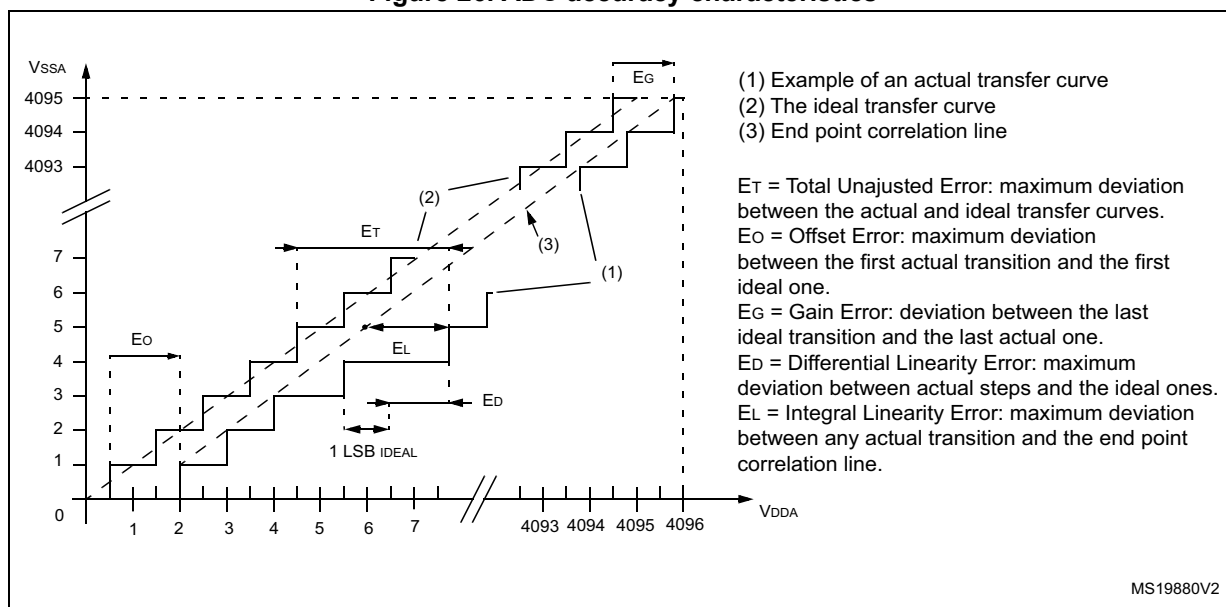 VSSA
4095
4094
4093
7
6
5
4
3
2
1
0
1 2 3 4 5 6 7 4093 4094 4095 4096
VDDA
EO
ET
EL
ED
EG
1 LSB IDEAL
(2)
(3)
(1)
(1) Example of an actual transfer curve
(2) The ideal transfer curve
(3) End point correlation line
ET = Total Unajusted Error: maximum deviation
between the actual and ideal transfer curves.
EO = Offset Error: maximum deviation
between the first actual transition and the first
ideal one.
EG = Gain Error: deviation between the last
ideal transition and the last actual one.
ED = Differential Linearity Error: maximum
deviation between actual steps and the ideal ones.
EL = Integral Linearity Error: maximum deviation
between any actual transition and the end point
correlation line.
MS19880V2